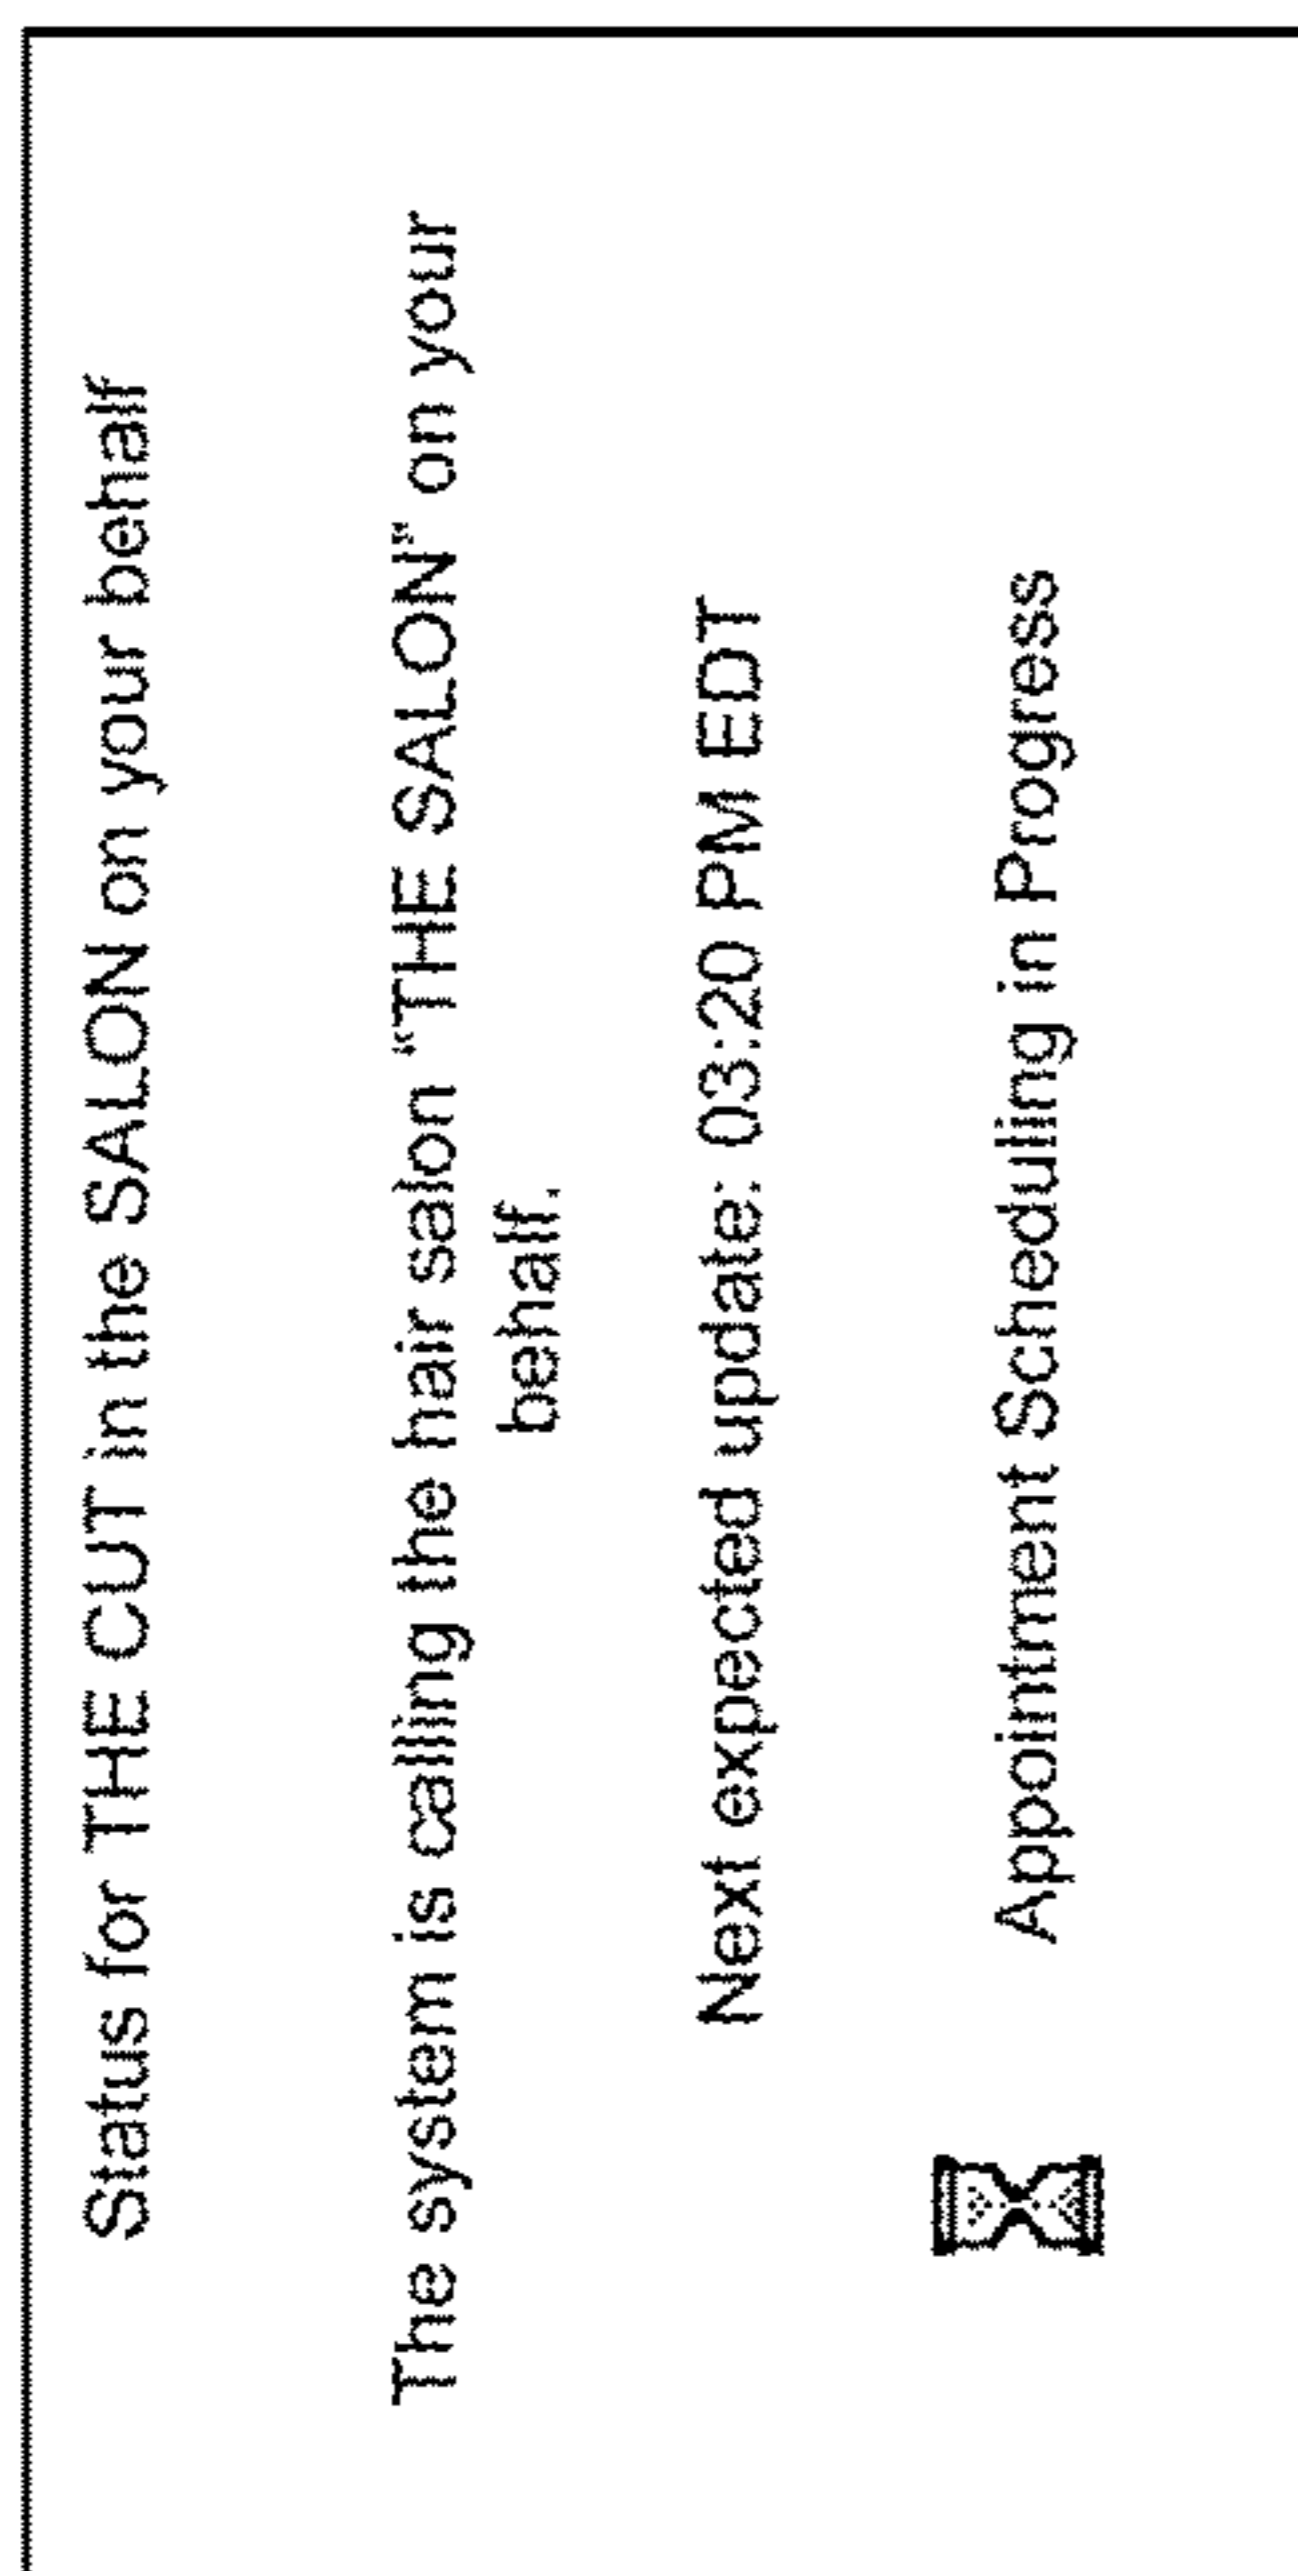 Status for THE CUT in the SALON on your behalf
The system is calling the hair salon “THE SALON” on your
behalf.
Next expected update: 03:20 PM EDT
Appointment Scheduling in Progress